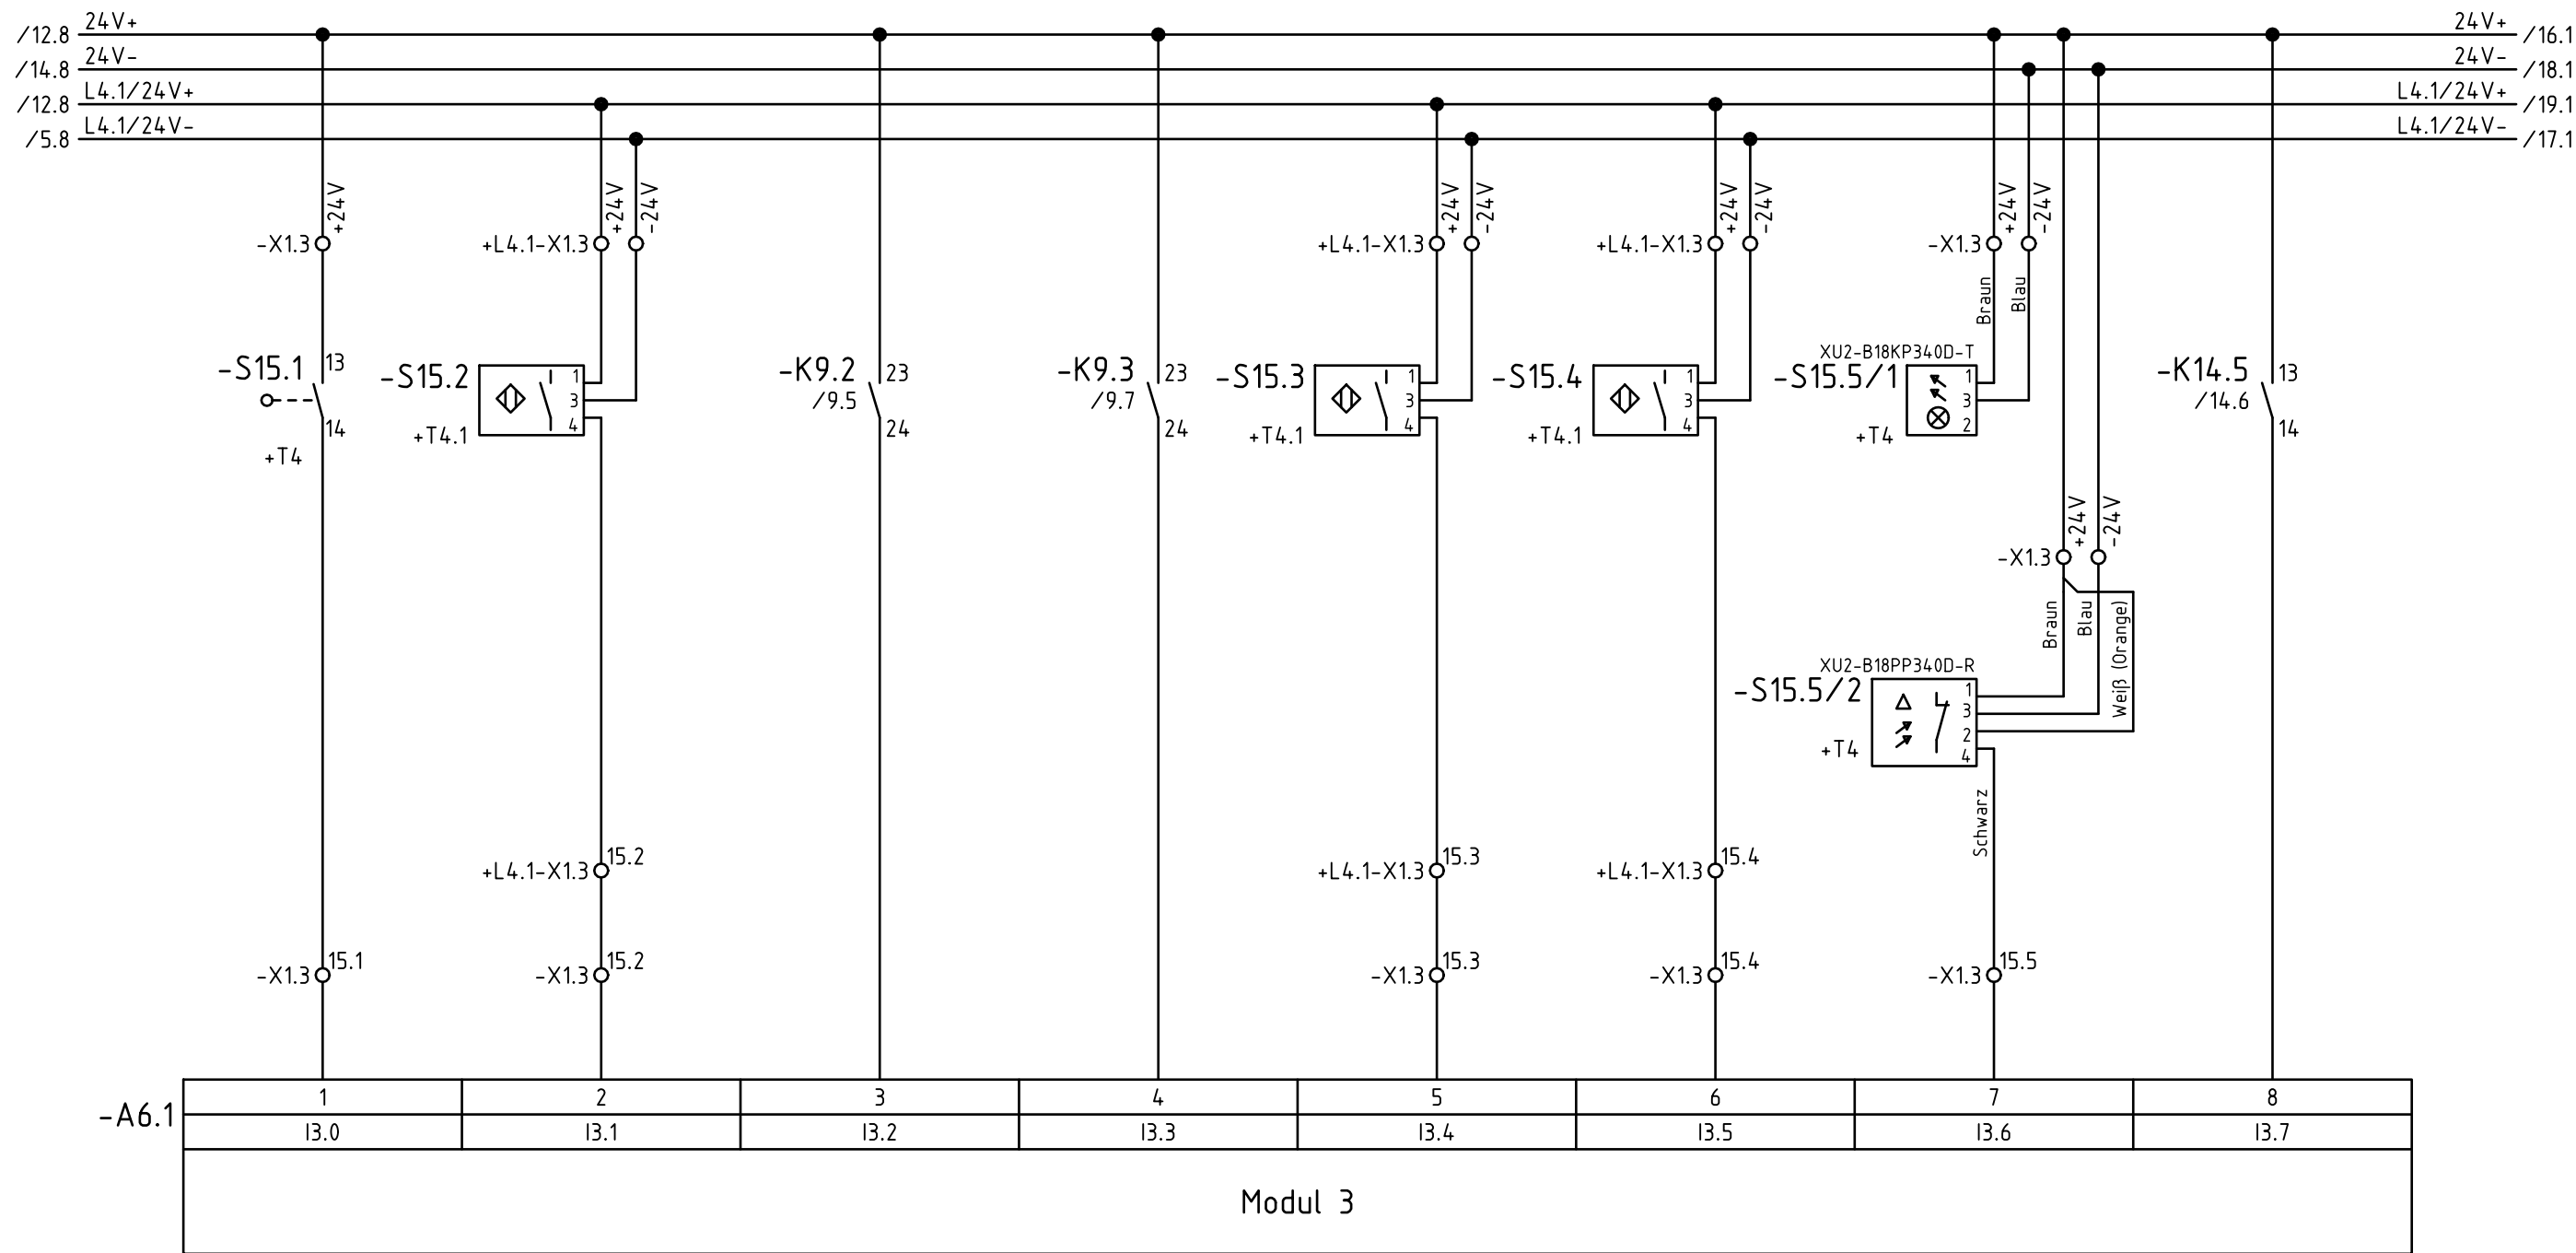 /12.8 24V+ 24V+ /16.1
/14.8 24V- 24V- /18.1
/12.8 L4.1/24V+ L4.1/24V+ /19.1
/5.8 L4.1/24V- L4.1/24V- /17.1
+24V +24V -24V +24V -24V +24V -24V +24V -24V
-X1.3 +L4.1-X1.3 +L4.1-X1.3 +L4.1-X1.3 -X1.3
Braun Blau
XU2-B18KP340D-T
-S15.1 13 -S15.2 1 -K9.2 23 -K9.3 23 -S15.3 1 -S15.4 1 -S15.5/1 1 -K14.5 13
3 /9.5 /9.7 3 3 3 /14.6
14 +T4.1 4 24 24 +T4.1 4 +T4.1 4 +T4 2 14
+T4
+24V -24V
-X1.3
Braun Blau Weiß (Orange)
XU2-B18PP340D-R
-S15.5/2 1
3
2
+T4 4
Schwarz
15.2 15.3 15.4
+L4.1-X1.3 +L4.1-X1.3 +L4.1-X1.3
15.1 15.2 15.3 15.4 15.5
-X1.3 -X1.3 -X1.3 -X1.3 -X1.3
-A6.1
1 2 3 4 5 6 7 8
I3.0 I3.1 I3.2 I3.3 I3.4 I3.5 I3.6 I3.7
Modul 3